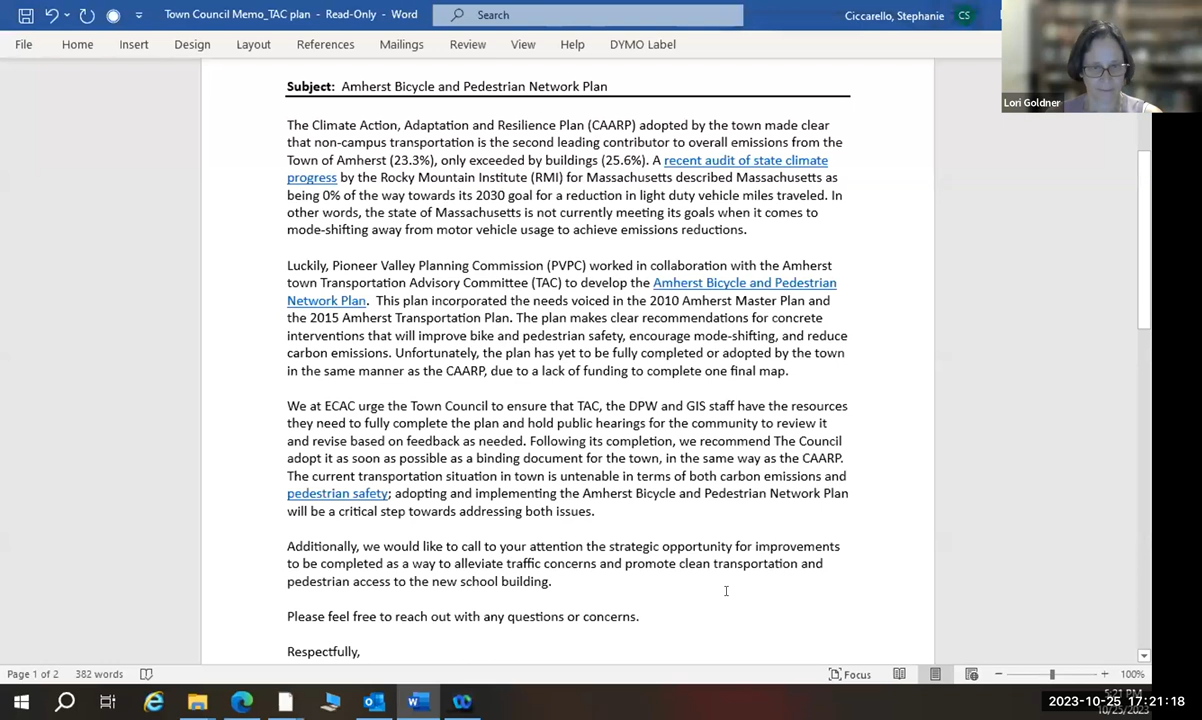 Town Council Memo_TAC plan - Read-Only - Word
Search
Ciccarello, Stephanie
CS
File
Home
Insert
Design
Layout
References
Mailings
Review
View
Help
DYMO Label
Lori Goldner
Subject: Amherst Bicycle and Pedestrian Network Plan
The Climate Action, Adaptation and Resilience Plan (CAARP) adopted by the town made clear
that non-campus transportation is the second leading contributor to overall emissions from the
Town of Amherst (23.3%), only exceeded by buildings (25.6%). A recent audit of state climate
progress by the Rocky Mountain Institute (RMI) for Massachusetts described Massachusetts as
being 0% of the way towards its 2030 goal for a reduction in light duty vehicle miles traveled. In
other words, the state of Massachusetts is not currently meeting its goals when it comes to
mode-shifting away from motor vehicle usage to achieve emissions reductions.
Luckily, Pioneer Valley Planning Commission (PVPC) worked in collaboration with the Amherst
town Transportation Advisory Committee (TAC) to develop the Amherst Bicycle and Pedestrian
Network Plan. This plan incorporated the needs voiced in the 2010 Amherst Master Plan and
the 2015 Amherst Transportation Plan. The plan makes clear recommendations for concrete
interventions that will improve bike and pedestrian safety, encourage mode-shifting, and reduce
carbon emissions. Unfortunately, the plan has yet to be fully completed or adopted by the town
in the same manner as the CAARP, due to a lack of funding to complete one final map.
We at ECAC urge the Town Council to ensure that TAC, the DPW and GIS staff have the resources
they need to fully complete the plan and hold public hearings for the community to review it
and revise based on feedback as needed. Following its completion, we recommend The Council
adopt it as soon as possible as a binding document for the town, in the same way as the CAARP.
The current transportation situation in town is untenable in terms of both carbon emissions and
pedestrian safety; adopting and implementing the Amherst Bicycle and Pedestrian Network Plan
will be a critical step towards addressing both issues.
Additionally, we would like to call to your attention the strategic opportunity for improvements
to be completed as a way to alleviate traffic concerns and promote clean transportation and
pedestrian access to the new school building.
Please feel free to reach out with any questions or concerns.
Respectfully,
Page 1 of 2
382 words
Focus
100%
5:21 PM
2023-10-25 17:21:18
10/25/2023